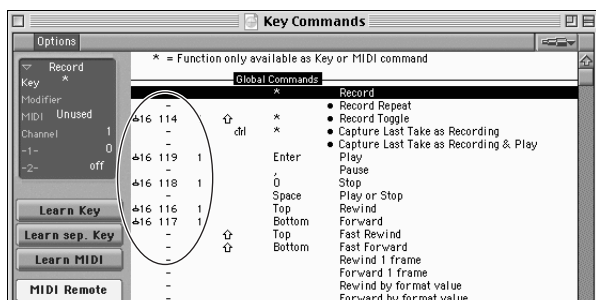 Key Commands
Options
Record
Key *
Modifier
MIDI Unused
Channel 1
-1- 0
-2- off
Learn Key
Learn sep. Key
Learn MIDI
MIDI Remote
* = Function only available as Key or MIDI command
Global Commands
* Record
- • Record Repeat
16 114 ⇧ * • Record Toggle
- ctrl * • Capture Last Take as Recording
- • Capture Last Take as Recording & Play
16 119 1 Enter Play
- , Pause
16 118 1 0 Stop
- Space Play or Stop
16 116 1 Top Rewind
16 117 1 Bottom Forward
- ⇧ Top Fast Rewind
- ⇧ Bottom Fast Forward
- Rewind 1 frame
- Forward 1 frame
- Rewind by format value
- Forward by format value